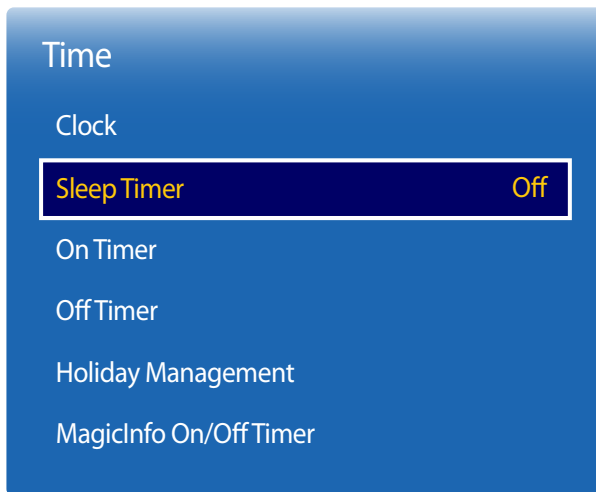 Time
Clock
Sleep Timer Off
On Timer
Off Timer
Holiday Management
MagicInfo On/Off Timer